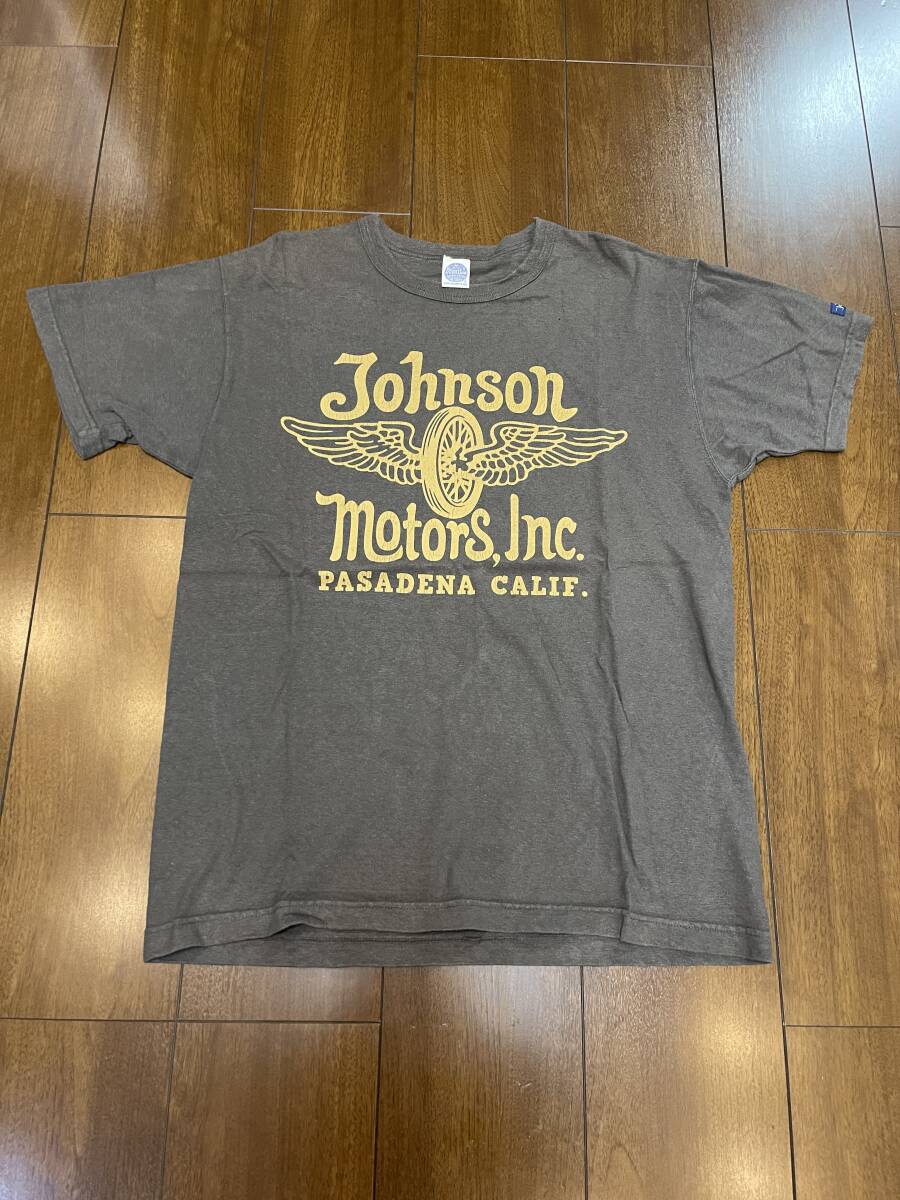 Johnson
Motors, Inc.
PASADENA CALIF.